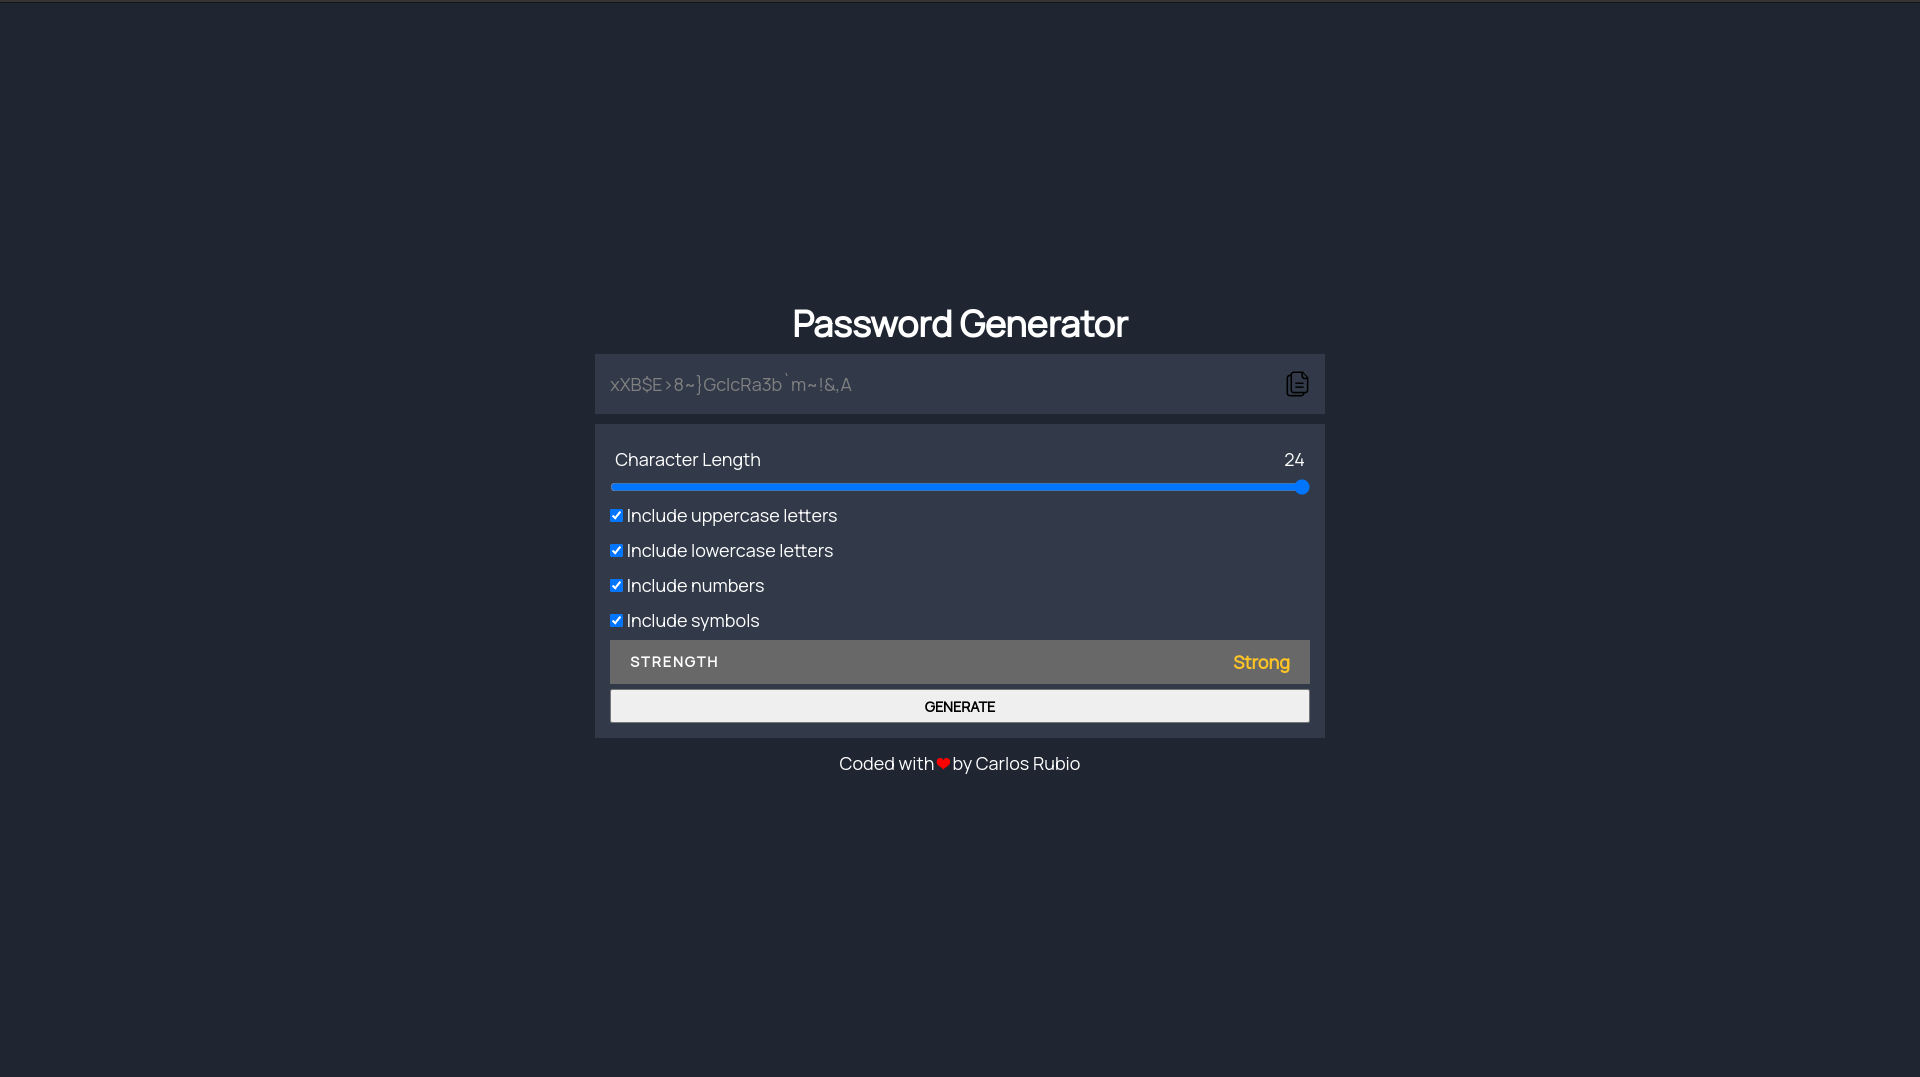 Password Generator
xXB$E>8~}GclcRa3b`m~!&,A
Character Length 24
Include uppercase letters
Include lowercase letters
Include numbers
Include symbols
STRENGTH Strong
GENERATE
Coded with❤by Carlos Rubio